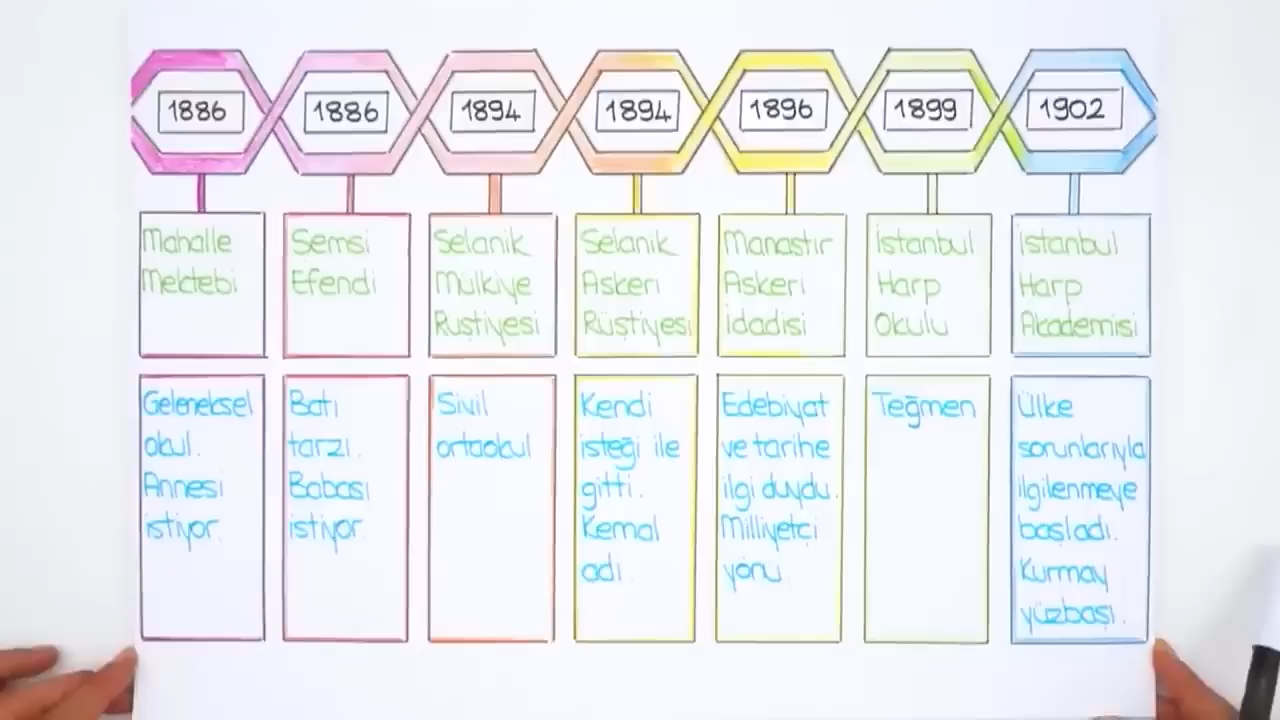 1886
1886
1894
1894
1896
1899
1902
Mahalle
Mektebi
Şemsi
Efendi
Selanik
Mülkiye
Rüştiyesi
Selanik
Askeri
Rüştiyesi
Manastır
Askeri
idadisi
İstanbul
Harp
Okulu
İstanbul
Harp
Akademisi
Geleneksel
okul.
Annesi
istiyor.
Batı
tarzı.
Babası
istiyor.
Sivil
ortaokul
Kendi
isteği ile
gitti.
Kemal
adı.
Edebiyat
ve tarihe
ilgi duydu.
Milliyetçi
yönü.
Teğmen
Ülke
sorunlarıyla
ilgilenmeye
başladı.
Kurmay
yüzbaşı.